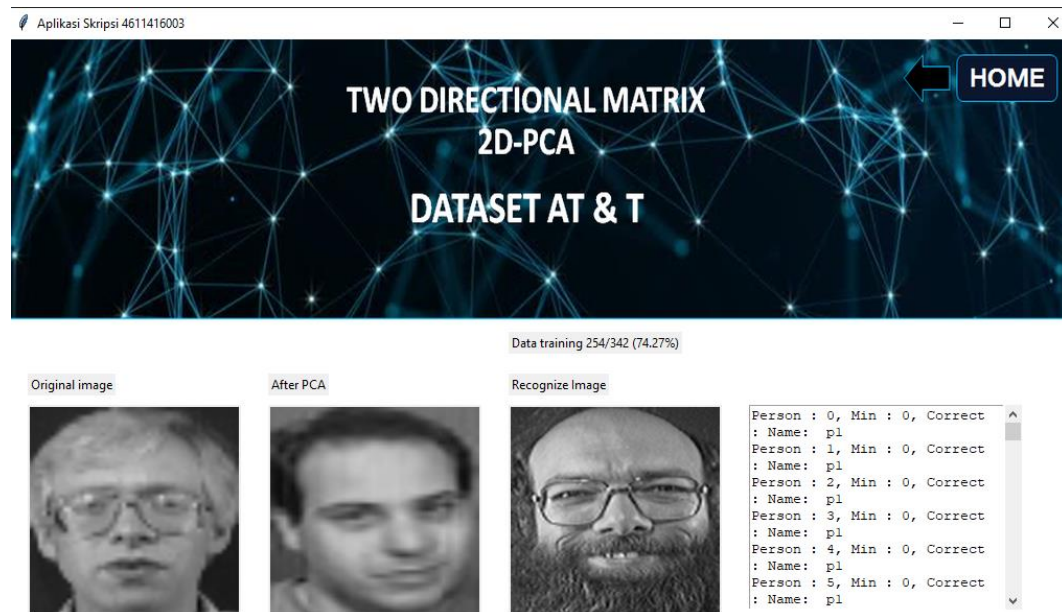 Aplikasi Skripsi 4611416003
HOME
TWO DIRECTIONAL MATRIX
2D-PCA
DATASET AT & T
Data training 254/342 (74.27%)
Original image
After PCA
Recognize Image
Person : 0, Min : 0, Correct
: Name:  p1
Person : 1, Min : 0, Correct
: Name:  p1
Person : 2, Min : 0, Correct
: Name:  p1
Person : 3, Min : 0, Correct
: Name:  p1
Person : 4, Min : 0, Correct
: Name:  p1
Person : 5, Min : 0, Correct
: Name:  p1